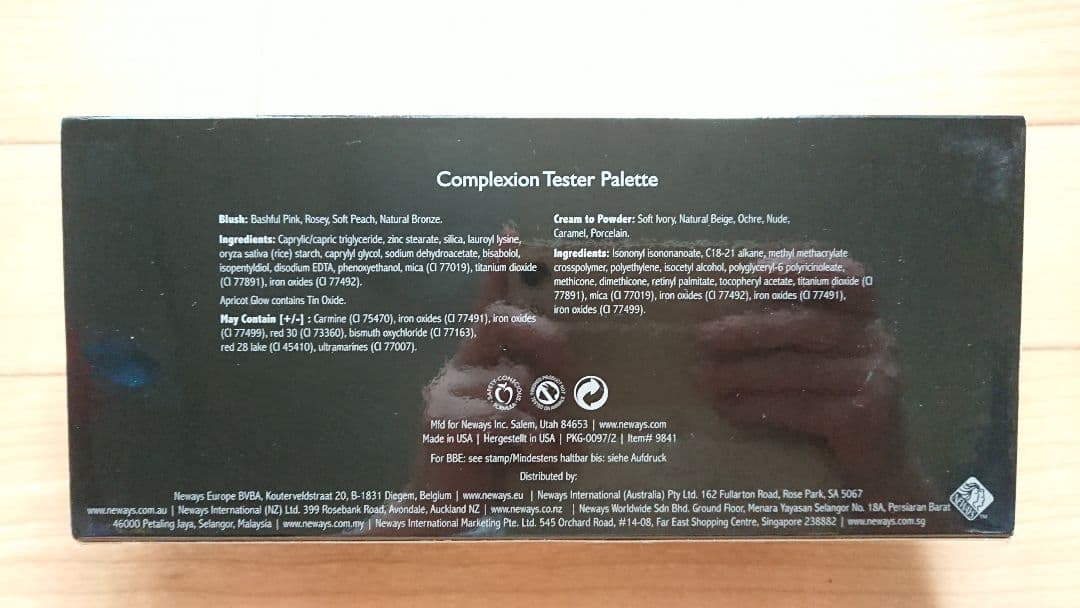 Complexion Tester Palette
Blush: Bashful Pink, Rosey, Soft Peach, Natural Bronze.
Ingredients: Caprylic/capric triglyceride, zinc stearate, silica, lauroyl lysine,
oryza sativa (rice) starch, caprylyl glycol, sodium dehydroacetate, bisabolol,
isopentyldiol, disodium EDTA, phenoxyethanol, mica (CI 77019), titanium dioxide
(CI 77891), iron oxides (CI 77492).
Apricot Glow contains Tin Oxide.
May Contain [+/-] : Carmine (CI 75470), iron oxides (CI 77491), iron oxides
(CI 77499), red 30 (CI 73360), bismuth oxychloride (CI 77163),
red 28 lake (CI 45410), ultramarines (CI 77007).
Cream to Powder: Soft Ivory, Natural Beige, Ochre, Nude,
Caramel, Porcelain.
Ingredients: Isononyl isononanoate, C18-21 alkane, methyl methacrylate
crosspolymer, polyethylene, isocetyl alcohol, polyglyceryl-6 polyricinoleate,
methicone, dimethicone, retinyl palmitate, tocopheryl acetate, titanium dioxide (CI
77891), mica (CI 77019), iron oxides (CI 77492), iron oxides (CI 77491),
iron oxides (CI 77499).
SAFETY-CONSCIOUS FORMULA
Mfd for Neways Inc. Salem, Utah 84653 | www.neways.com
Made in USA | Hergestellt in USA | PKG-0097/2 | Item# 9841
For BBE: see stamp/Mindestens haltbar bis: siehe Aufdruck
Distributed by:
Neways Europe BVBA, Kouterveldstraat 20, B-1831 Diegem, Belgium | www.neways.eu | Neways International (Australia) Pty Ltd. 162 Fullarton Road, Rose Park, SA 5067
www.neways.com.au | Neways International (NZ) Ltd. 399 Rosebank Road, Avondale, Auckland NZ | www.neways.co.nz | Neways Worldwide Sdn Bhd. Ground Floor, Menara Yayasan Selangor No. 18A, Persiaran Barat
46000 Petaling Jaya, Selangor, Malaysia | www.neways.com.my | Neways International Marketing Pte. Ltd. 545 Orchard Road, #14-08, Far East Shopping Centre, Singapore 238882 | www.neways.com.sg
NEWAYS™